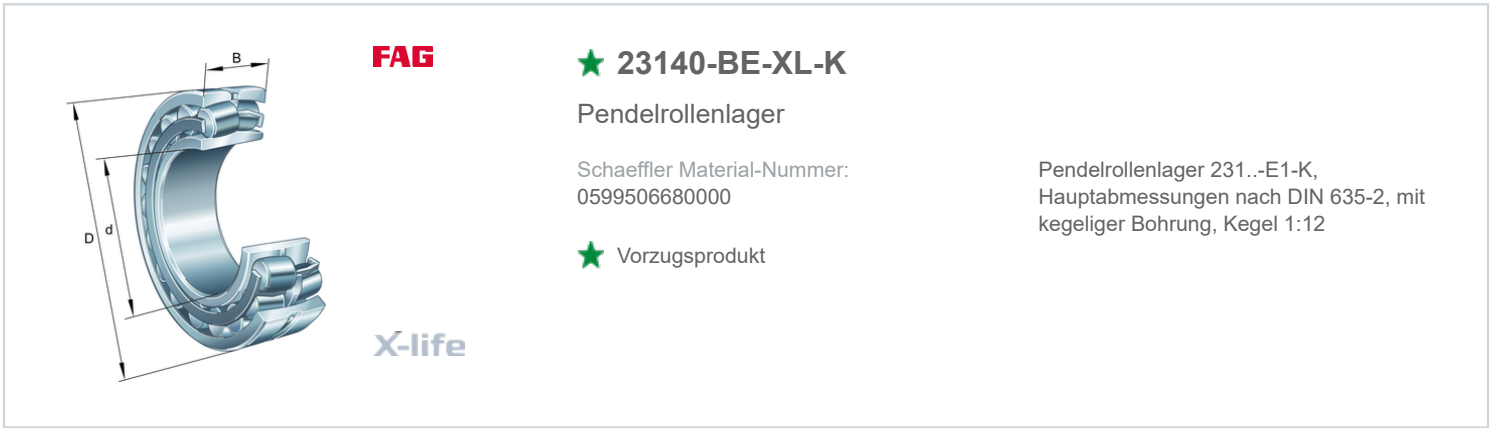 B
D
d
FAG
X-life
23140-BE-XL-K
Pendelrollenlager
Schaeffler Material-Nummer:
0599506680000
Vorzugsprodukt
Pendelrollenlager 231..-E1-K,
Hauptabmessungen nach DIN 635-2, mit
kegeliger Bohrung, Kegel 1:12